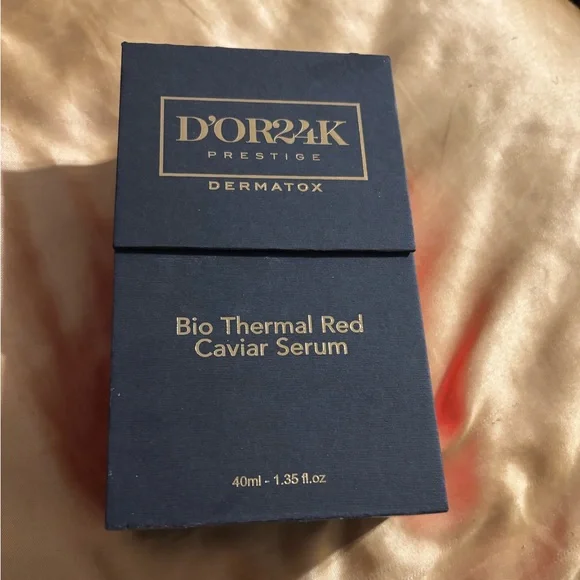 D'OR24K
PRESTIGE
DERMATOX
Bio Thermal Red
Caviar Serum
40ml - 1.35 fl.oz